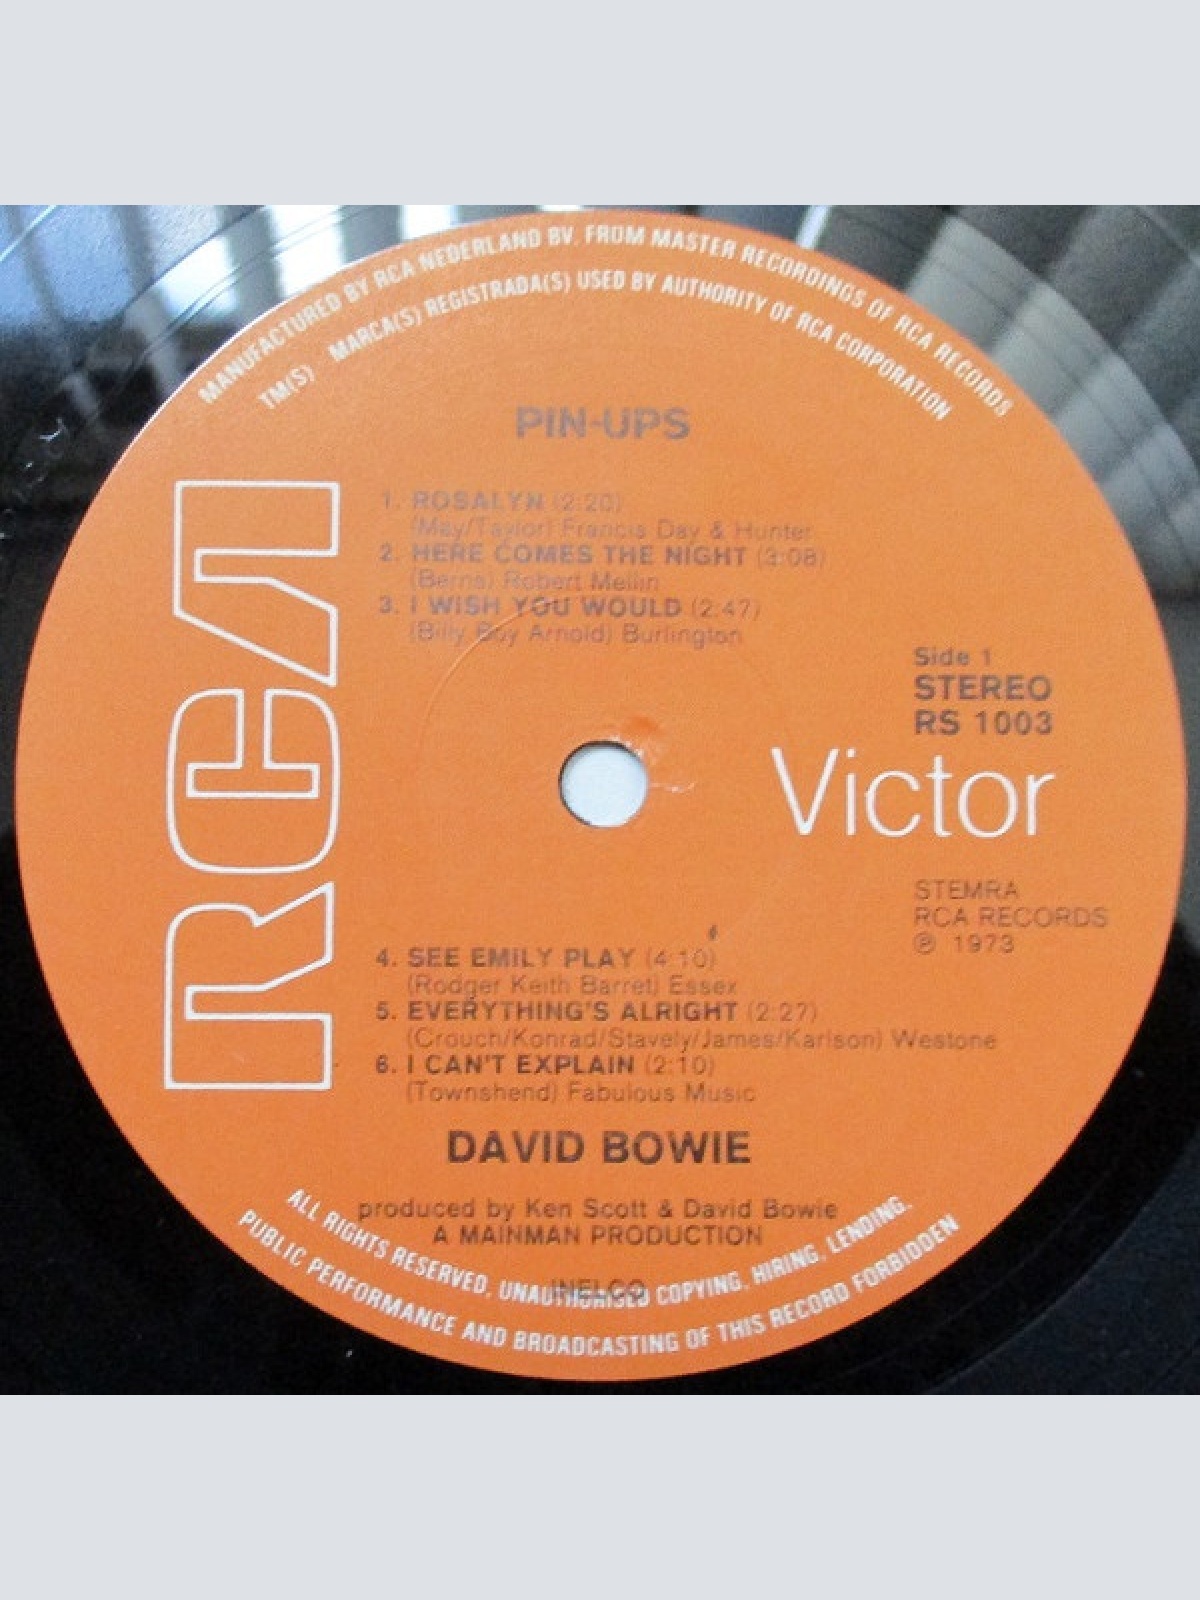 MANUFACTURED BY RCA NEDERLAND BV. FROM MASTER RECORDINGS OF RCA RECORDS
TM(S) MARCA(S) REGISTRADA(S) USED BY AUTHORITY OF RCA CORPORATION
PIN-UPS
1. ROSALYN (2:20)
(May/Taylor) Francis Day & Hunter
2. HERE COMES THE NIGHT (3:08)
(Berns) Robert Mellin
3. I WISH YOU WOULD (2:47)
(Billy Boy Arnold) Burlington
Side 1
STEREO
RS 1003
RCA
Victor
STEMRA
RCA RECORDS
℗ 1973
4. SEE EMILY PLAY (4:10)
(Rodger Keith Barret) Essex
5. EVERYTHING'S ALRIGHT (2:27)
(Crouch/Konrad/Stavely/James/Karlson) Westone
6. I CAN'T EXPLAIN (2:10)
(Townshend) Fabulous Music
DAVID BOWIE
produced by Ken Scott & David Bowie
A MAINMAN PRODUCTION
INELCO
ALL RIGHTS RESERVED, UNAUTHORISED COPYING, HIRING, LENDING,
PUBLIC PERFORMANCE AND BROADCASTING OF THIS RECORD FORBIDDEN